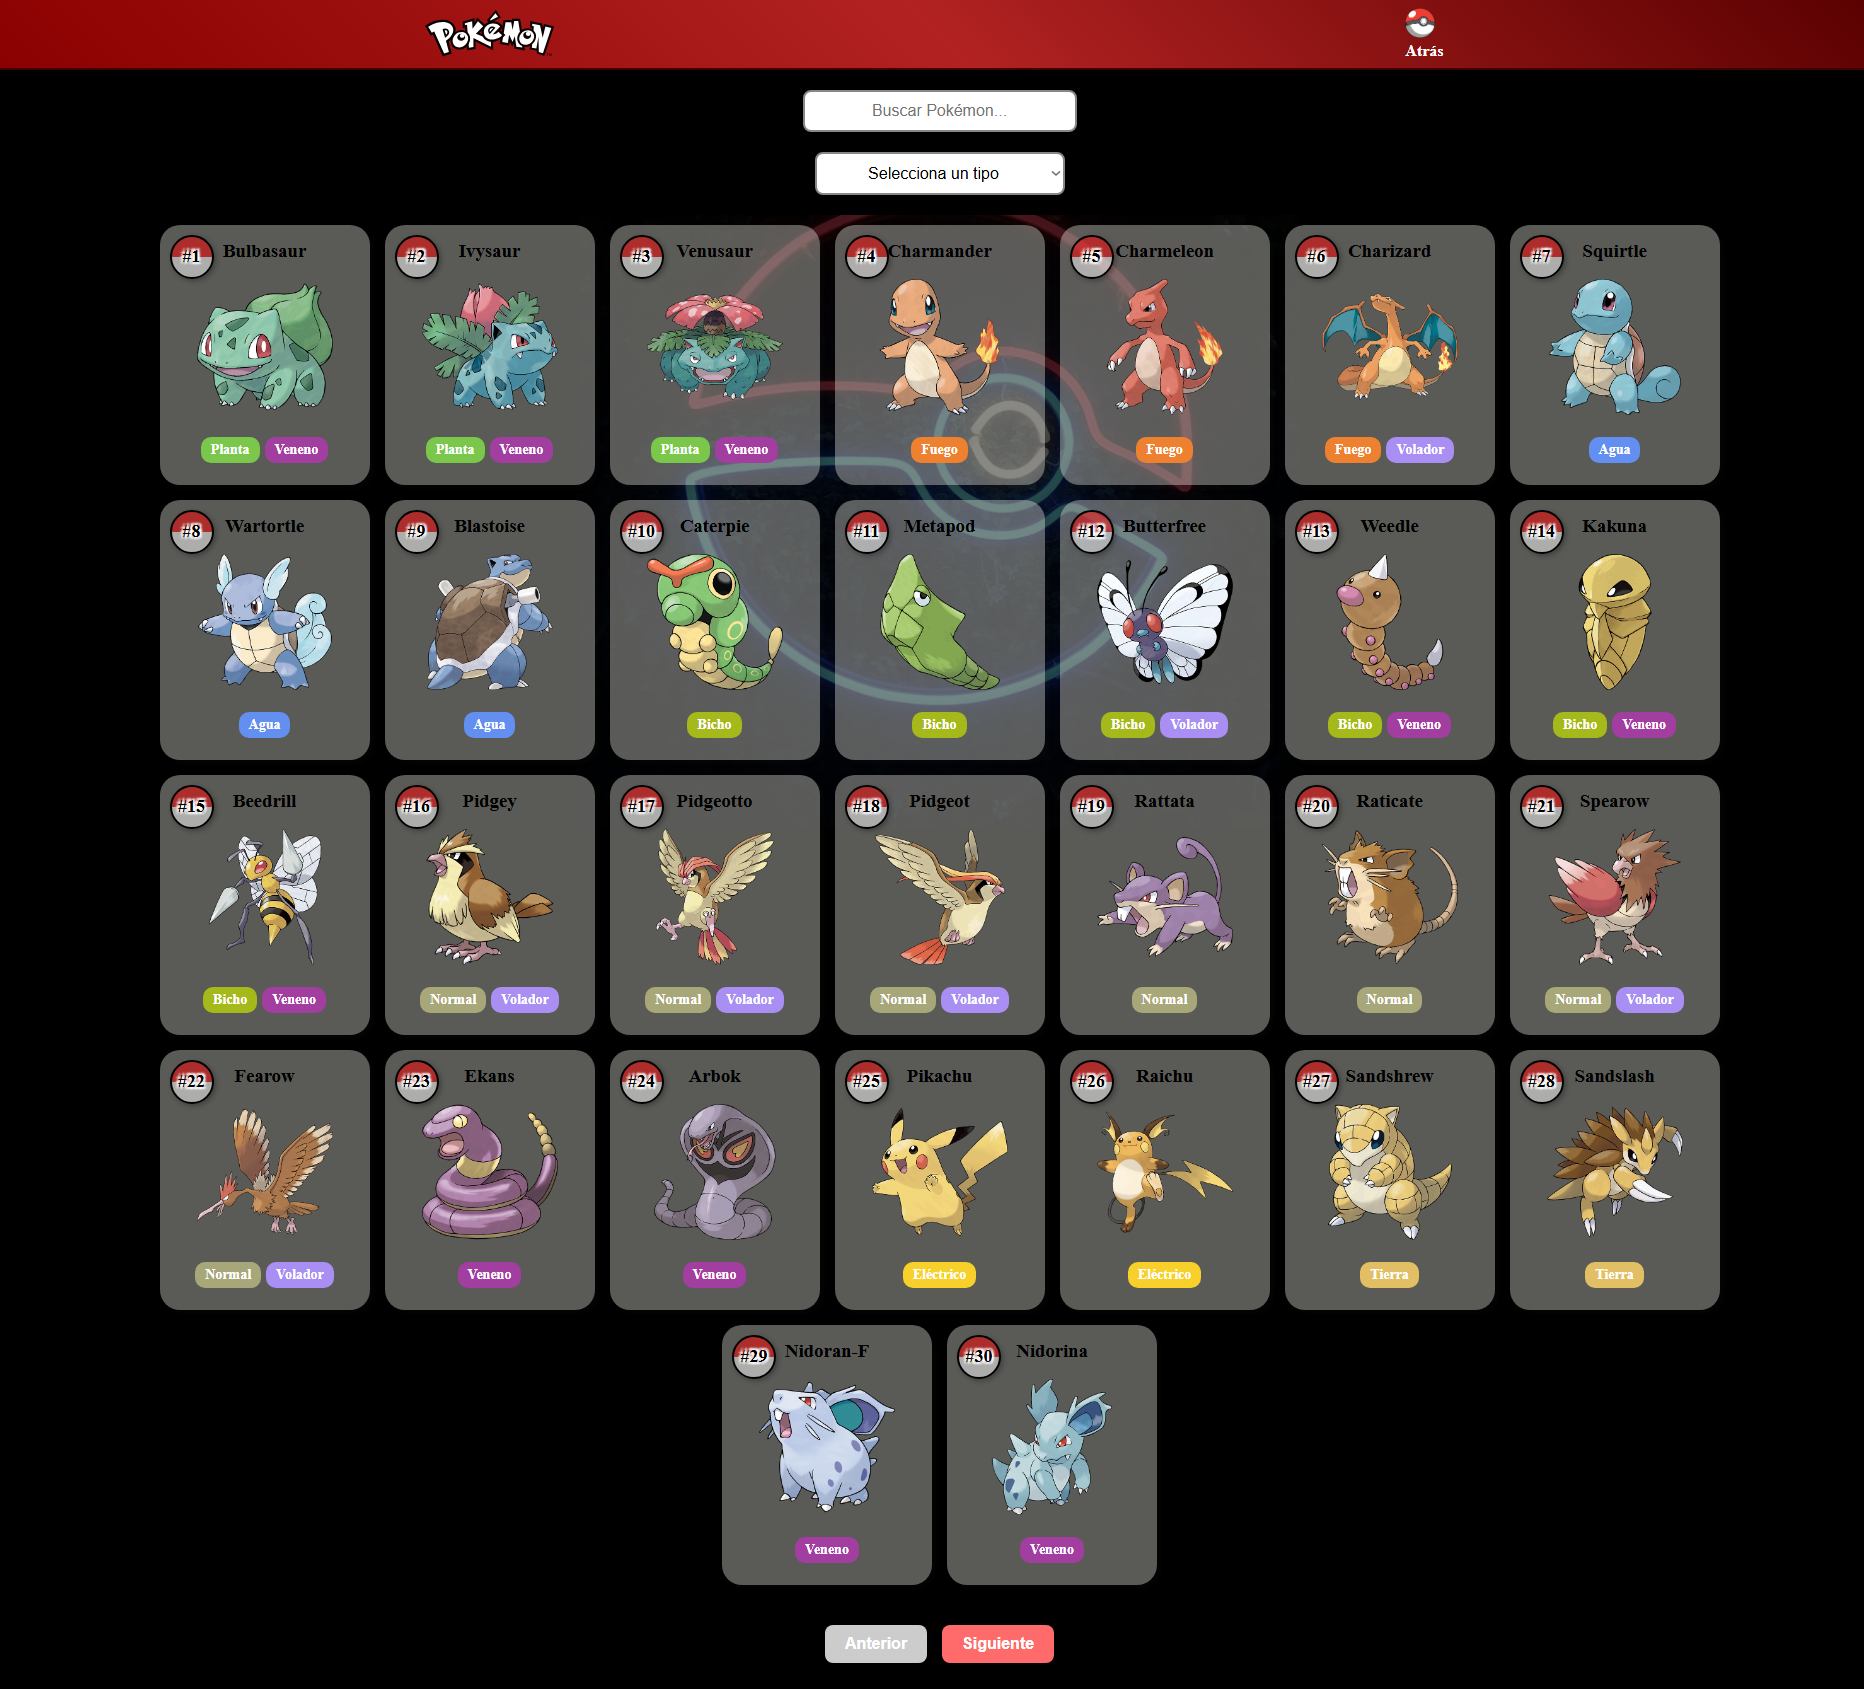 Pokémon
Atrás
Buscar Pokémon...
Selecciona un tipo
#1 Bulbasaur
Planta Veneno
#2 Ivysaur
Planta Veneno
#3 Venusaur
Planta Veneno
#4 Charmander
Fuego
#5 Charmeleon
Fuego
#6 Charizard
Fuego Volador
#7 Squirtle
Agua
#8 Wartortle
Agua
#9 Blastoise
Agua
#10 Caterpie
Bicho
#11 Metapod
Bicho
#12 Butterfree
Bicho Volador
#13 Weedle
Bicho Veneno
#14 Kakuna
Bicho Veneno
#15 Beedrill
Bicho Veneno
#16 Pidgey
Normal Volador
#17 Pidgeotto
Normal Volador
#18 Pidgeot
Normal Volador
#19 Rattata
Normal
#20 Raticate
Normal
#21 Spearow
Normal Volador
#22 Fearow
Normal Volador
#23 Ekans
Veneno
#24 Arbok
Veneno
#25 Pikachu
Eléctrico
#26 Raichu
Eléctrico
#27 Sandshrew
Tierra
#28 Sandslash
Tierra
#29 Nidoran-F
Veneno
#30 Nidorina
Veneno
Anterior Siguiente